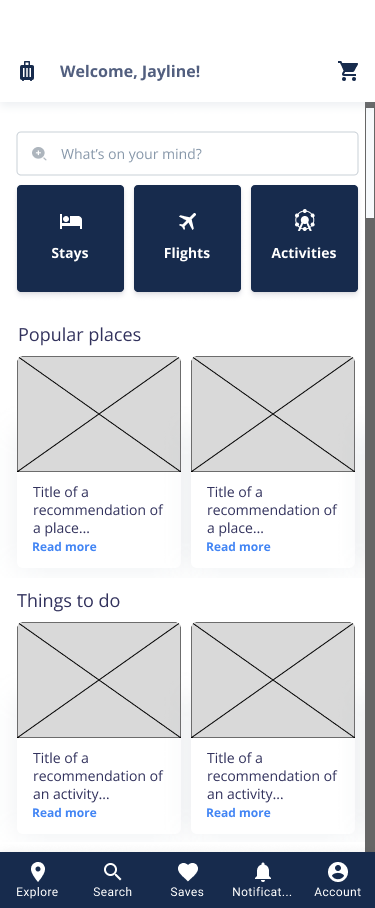 Welcome, Jayline!
What's on your mind?
Stays
Flights
Activities
Popular places
Title of a
recommendation of
a place...
Read more
Title of a
recommendation of
a place...
Read more
Things to do
Title of a
recommendation of
an activity...
Read more
Title of a
recommendation of
an activity...
Read more
Explore
Search
Saves
Notificat...
Account